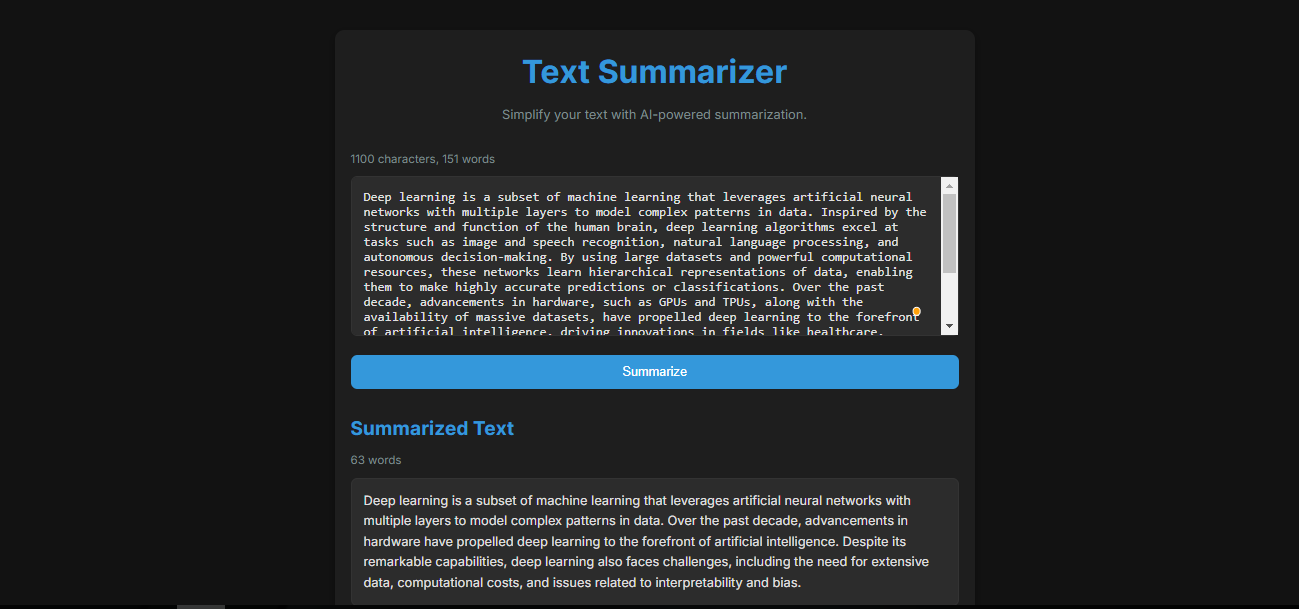 Text Summarizer
Simplify your text with AI-powered summarization.
1100 characters, 151 words
Deep learning is a subset of machine learning that leverages artificial neural
networks with multiple layers to model complex patterns in data. Inspired by the
structure and function of the human brain, deep learning algorithms excel at
tasks such as image and speech recognition, natural language processing, and
autonomous decision-making. By using large datasets and powerful computational
resources, these networks learn hierarchical representations of data, enabling
them to make highly accurate predictions or classifications. Over the past
decade, advancements in hardware, such as GPUs and TPUs, along with the
availability of massive datasets, have propelled deep learning to the forefront
of artificial intelligence, driving innovations in fields like healthcare,
Summarize
Summarized Text
63 words
Deep learning is a subset of machine learning that leverages artificial neural networks with
multiple layers to model complex patterns in data. Over the past decade, advancements in
hardware have propelled deep learning to the forefront of artificial intelligence. Despite its
remarkable capabilities, deep learning also faces challenges, including the need for extensive
data, computational costs, and issues related to interpretability and bias.